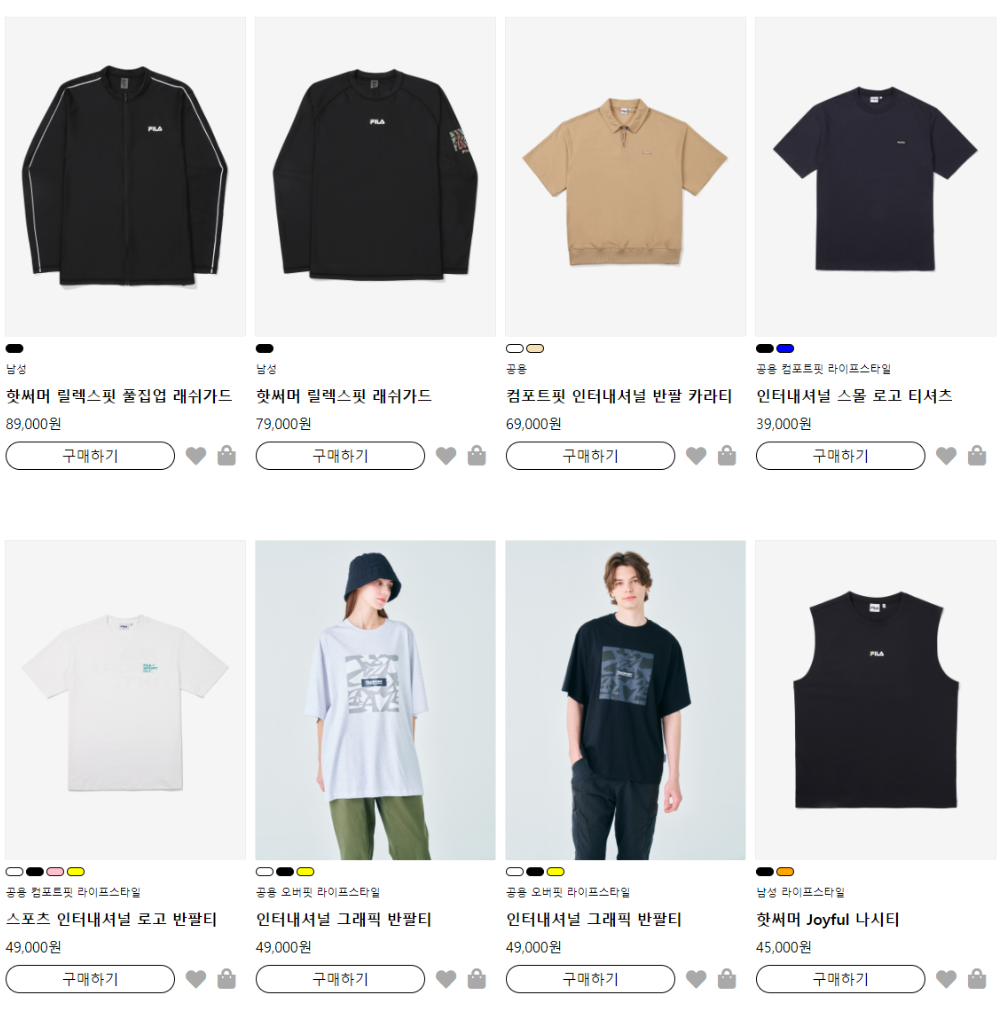 FILA
FILA
남성
핫써머 릴렉스핏 풀집업 래쉬가드
89,000원
구매하기
남성
핫써머 릴렉스핏 래쉬가드
79,000원
구매하기
공용
컴포트핏 인터내셔널 반팔 카라티
69,000원
구매하기
공용 컴포트핏 라이프스타일
인터내셔널 스몰 로고 티셔츠
39,000원
구매하기
FILA
공용 컴포트핏 라이프스타일
스포츠 인터내셔널 로고 반팔티
49,000원
구매하기
공용 오버핏 라이프스타일
인터내셔널 그래픽 반팔티
49,000원
구매하기
공용 오버핏 라이프스타일
인터내셔널 그래픽 반팔티
49,000원
구매하기
남성 라이프스타일
핫써머 Joyful 나시티
45,000원
구매하기